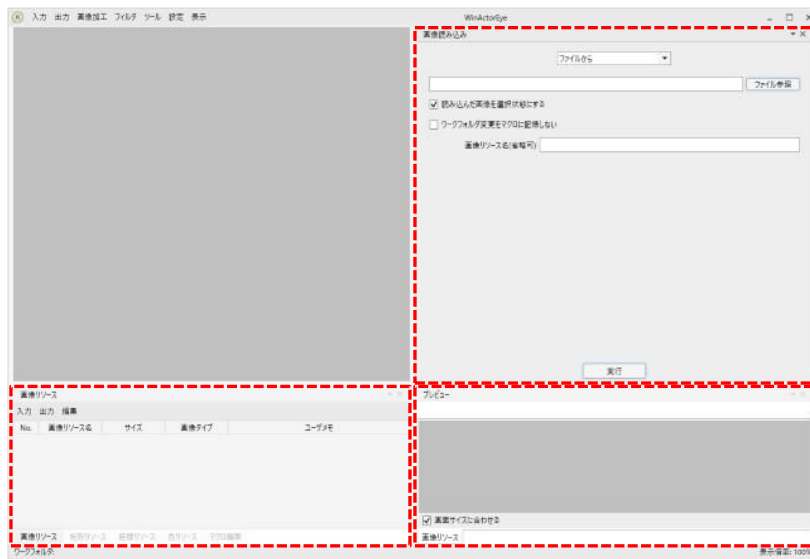 入力 出力 画像加工 フィルタ ツール 設定 表示
WinActorEye
画像読み込み
ファイルから
ファイル参照
読み込んだ画像を選択状態にする
ワークフォルダ変更をマクロに記録しない
画像リソース名(省略可)
実行
画像リソース
入力 出力 編集
No. 画像リソース名 サイズ 画像タイプ ユーザメモ
画像リソース 矩形リソース 座標リソース 色リソース マクロ編集
ワークフォルダ:
プレビュー
画面サイズに合わせる
画像リソース
表示倍率: 100%